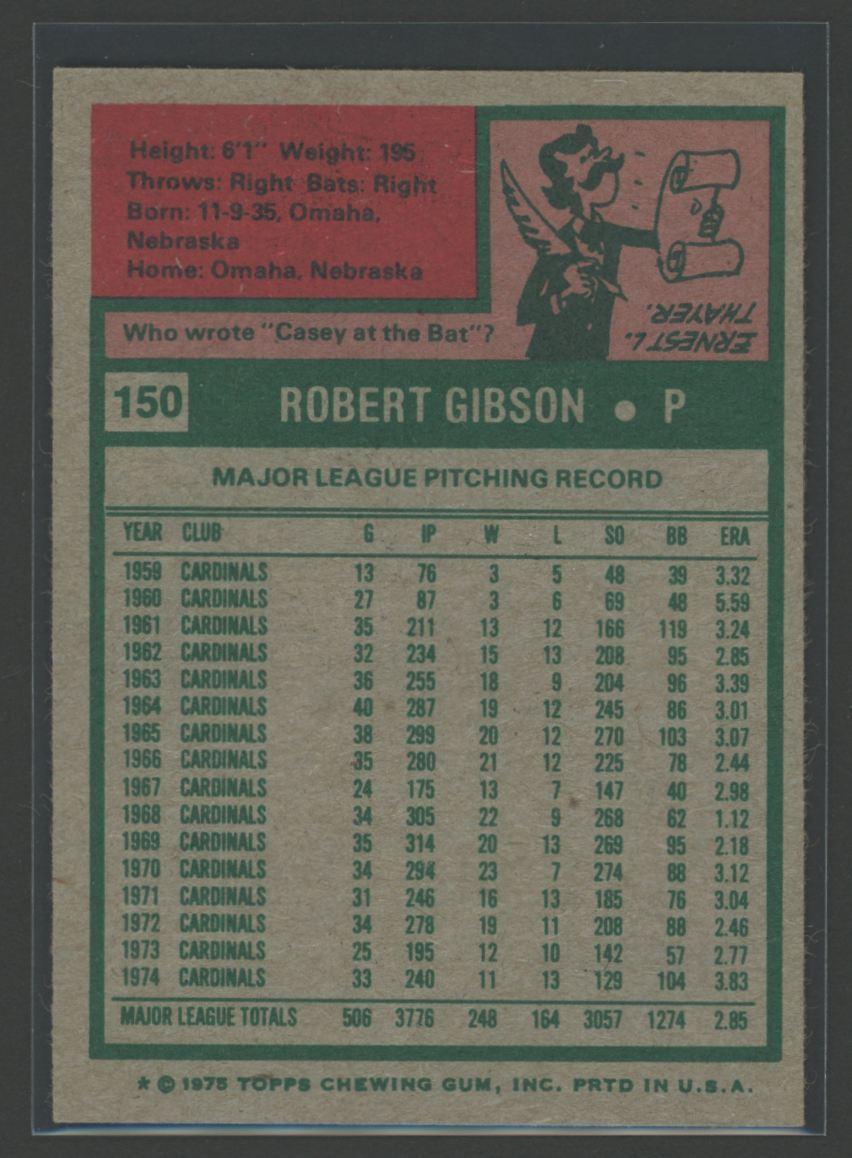 Height: 6'1" Weight: 195
Throws: Right Bats: Right
Born: 11-9-35, Omaha,
Nebraska
Home: Omaha, Nebraska
ERNEST L.
THAYER.
Who wrote "Casey at the Bat"?
150 ROBERT GIBSON • P
MAJOR LEAGUE PITCHING RECORD
YEAR CLUB G IP W L SO BB ERA
1959 CARDINALS 13 76 3 5 48 39 3.32
1960 CARDINALS 27 87 3 6 69 48 5.59
1961 CARDINALS 35 211 13 12 166 119 3.24
1962 CARDINALS 32 234 15 13 208 95 2.85
1963 CARDINALS 36 255 18 9 204 96 3.39
1964 CARDINALS 40 287 19 12 245 86 3.01
1965 CARDINALS 38 299 20 12 270 103 3.07
1966 CARDINALS 35 280 21 12 225 78 2.44
1967 CARDINALS 24 175 13 7 147 40 2.98
1968 CARDINALS 34 305 22 9 268 62 1.12
1969 CARDINALS 35 314 20 13 269 95 2.18
1970 CARDINALS 34 294 23 7 274 88 3.12
1971 CARDINALS 31 246 16 13 185 76 3.04
1972 CARDINALS 34 278 19 11 208 88 2.46
1973 CARDINALS 25 195 12 10 142 57 2.77
1974 CARDINALS 33 240 11 13 129 104 3.83
MAJOR LEAGUE TOTALS 506 3776 248 164 3057 1274 2.85
* © 1975 TOPPS CHEWING GUM, INC. PRTD IN U.S.A.